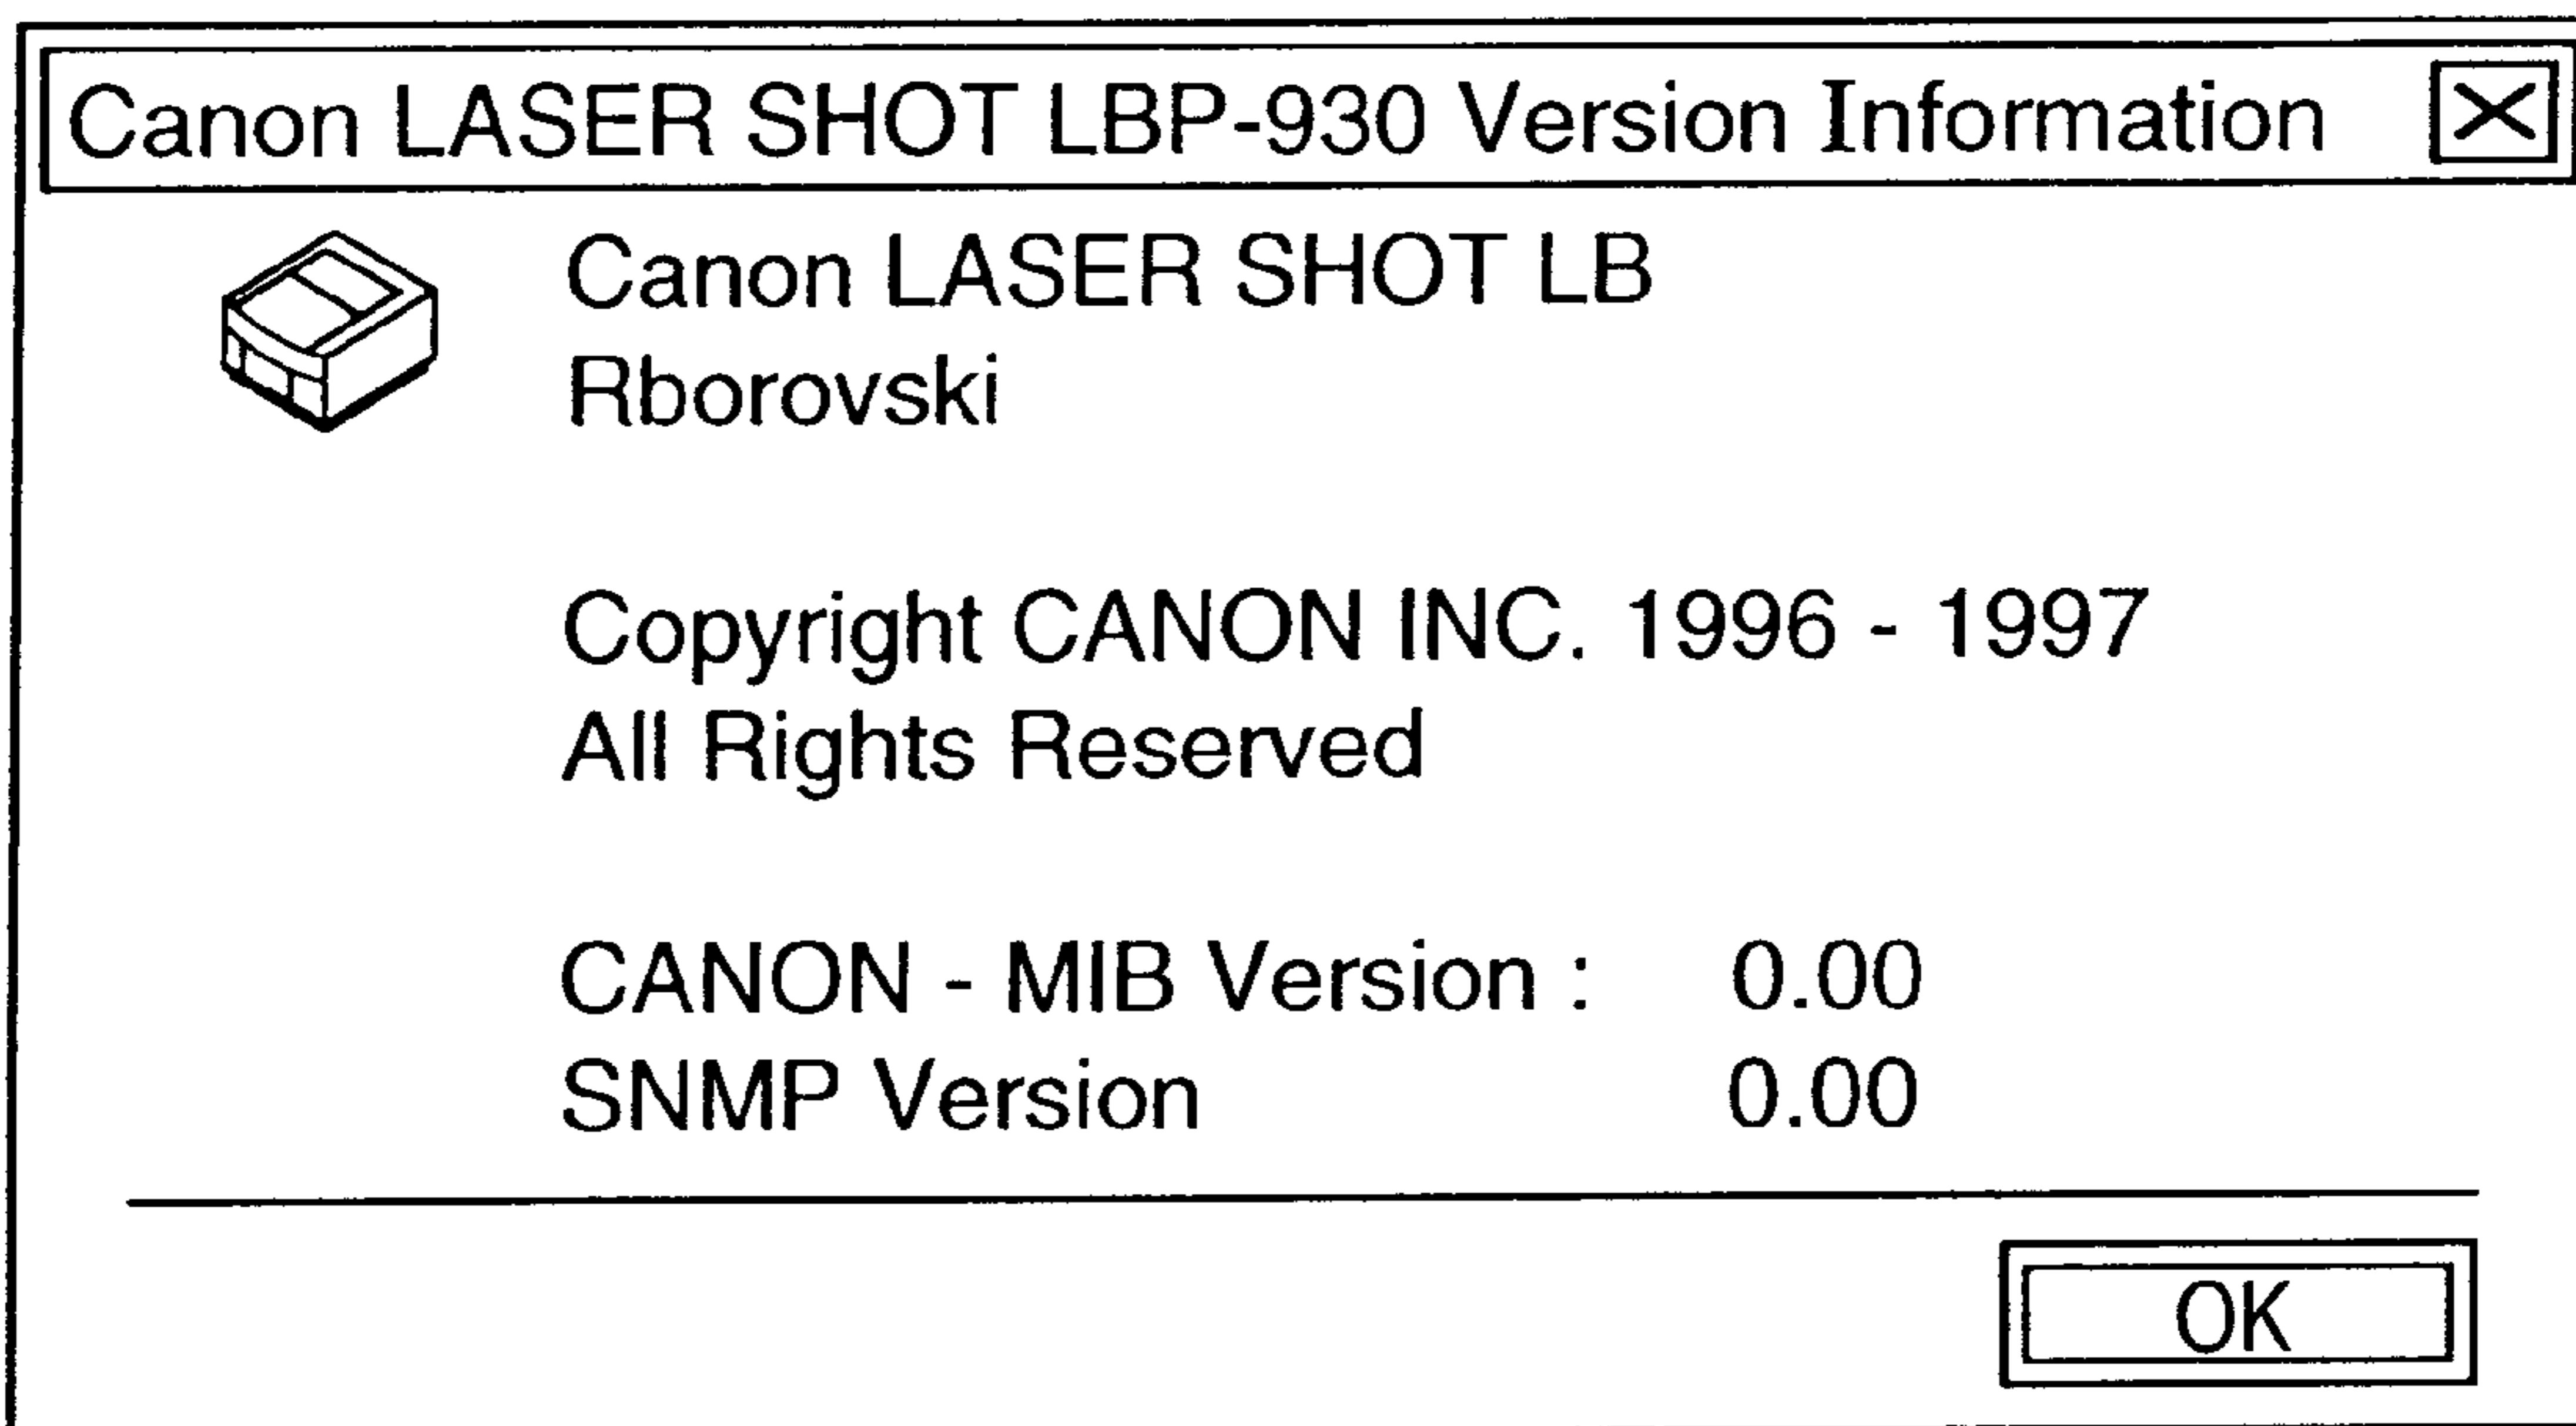 Canon LASER SHOT LBP-930 Version Information
Canon LASER SHOT LB
Rborovski
Copyright CANON INC. 1996 - 1997
All Rights Reserved
CANON - MIB Version : 0.00
SNMP Version 0.00
OK